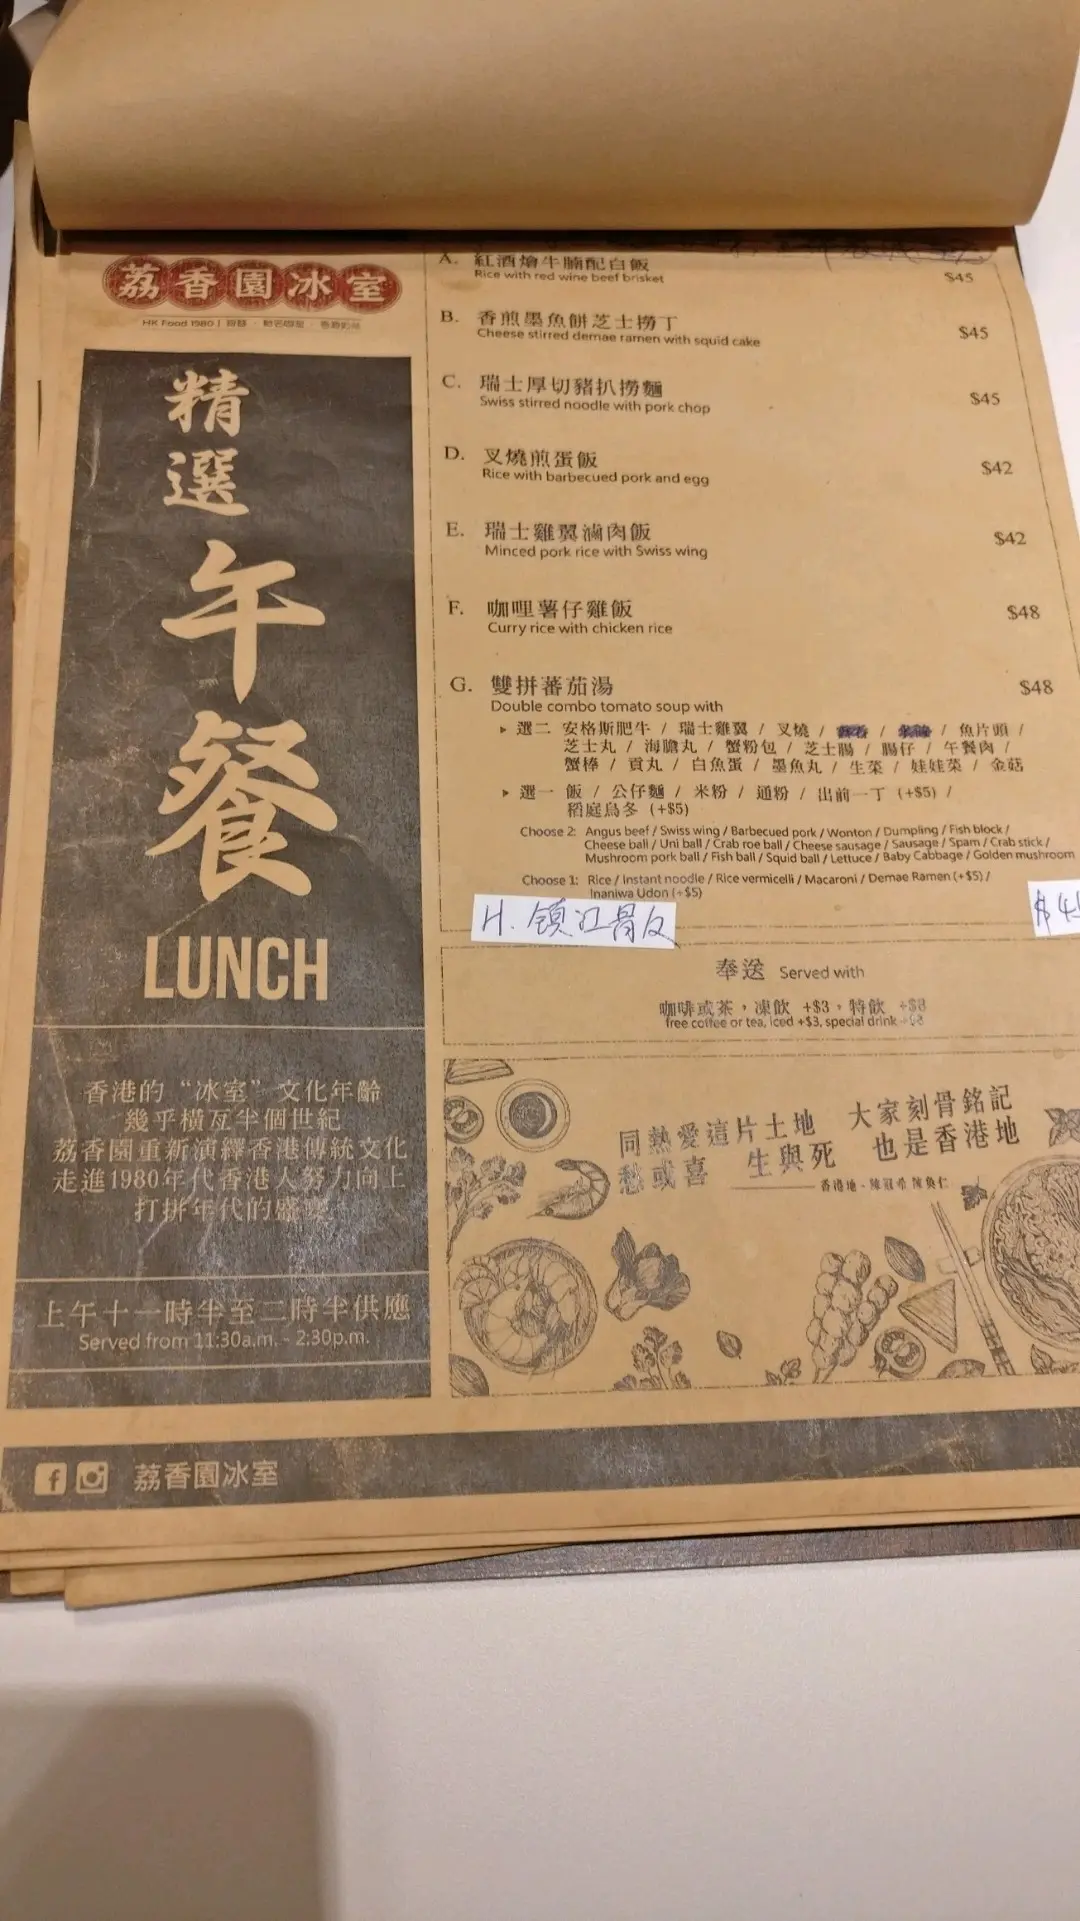 荔香園冰室
HK Food 1980
精選午餐
LUNCH
香港的“冰室”文化年齡
幾乎橫亙半個世紀
荔香園重新演繹香港傳統文化
走進1980年代香港人努力向上
打拼年代的盛宴
上午十一時半至二時半供應
Served from 11:30a.m. - 2:30p.m.
A. 紅酒燴牛腩配白飯
Rice with red wine beef brisket
$45
B. 香煎墨魚餅芝士撈丁
Cheese stirred demae ramen with squid cake
$45
C. 瑞士厚切豬扒撈麵
Swiss stirred noodle with pork chop
$45
D. 叉燒煎蛋飯
Rice with barbecued pork and egg
$42
E. 瑞士雞翼滷肉飯
Minced pork rice with Swiss wing
$42
F. 咖哩薯仔雞飯
Curry rice with chicken rice
$48
G. 雙拼蕃茄湯
Double combo tomato soup with
$48
▸ 選二 安格斯肥牛 / 瑞士雞翼 / 叉燒 / / / 魚片頭 /
芝士丸 / 海膽丸 / 蟹粉包 / 芝士腸 / 腸仔 / 午餐肉 /
蟹棒 / 貢丸 / 白魚蛋 / 墨魚丸 / 生菜 / 娃娃菜 / 金菇
▸ 選一 飯 / 公仔麵 / 米粉 / 通粉 / 出前一丁 (+$5) /
稻庭烏冬 (+$5)
Choose 2: Angus beef / Swiss wing / Barbecued pork / Wonton / Dumpling / Fish block /
Cheese ball / Uni ball / Crab roe ball / Cheese sausage / Sausage / Spam / Crab stick /
Mushroom pork ball / Fish ball / Squid ball / Lettuce / Baby Cabbage / Golden mushroom
Choose 1: Rice / Instant noodle / Rice vermicelli / Macaroni / Demae Ramen (+$5) /
Inaniwa Udon (+$5)
H. 鎮江骨飯
$45
奉送 Served with
咖啡或茶，凍飲 +$3，特飲 +$8
free coffee or tea, iced +$3, special drink +$8
同熱愛這片土地 大家刻骨銘記
愁或喜 生與死 也是香港地
香港地 - 陳冠希 陳奐仁
荔香園冰室